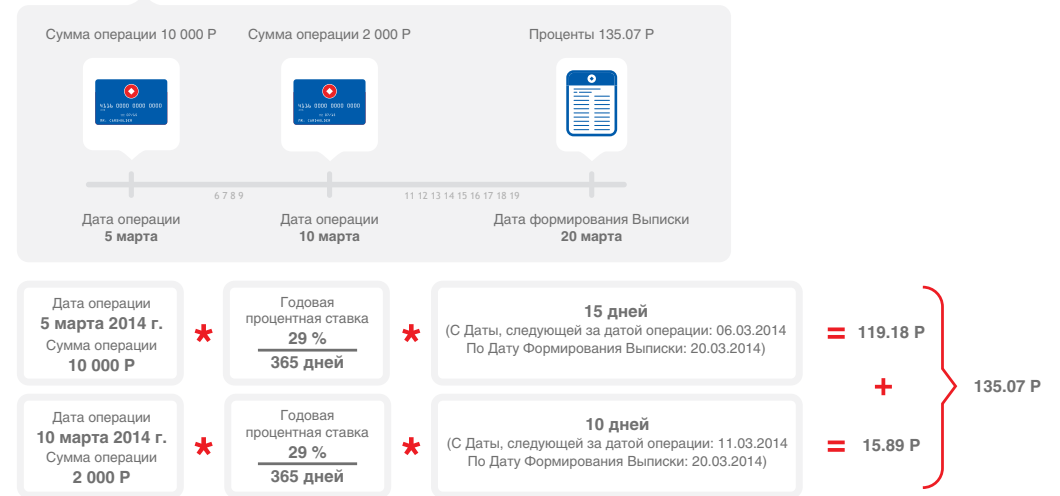 Сумма операции 10 000 Р
Сумма операции 2 000 Р
Проценты 135.07 Р
6 7 8 9
11 12 13 14 15 16 17 18 19
Дата операции
5 марта
Дата операции
10 марта
Дата формирования Выписки
20 марта
Дата операции
5 марта 2014 г.
Сумма операции
10 000 Р
*
Годовая
процентная ставка
29 %
365 дней
*
15 дней
(С Даты, следующей за датой операции: 06.03.2014
По Дату Формирования Выписки: 20.03.2014)
= 119.18 Р
+
135.07 Р
Дата операции
10 марта 2014 г.
Сумма операции
2 000 Р
*
Годовая
процентная ставка
29 %
365 дней
*
10 дней
(С Даты, следующей за датой операции: 11.03.2014
По Дату Формирования Выписки: 20.03.2014)
= 15.89 Р